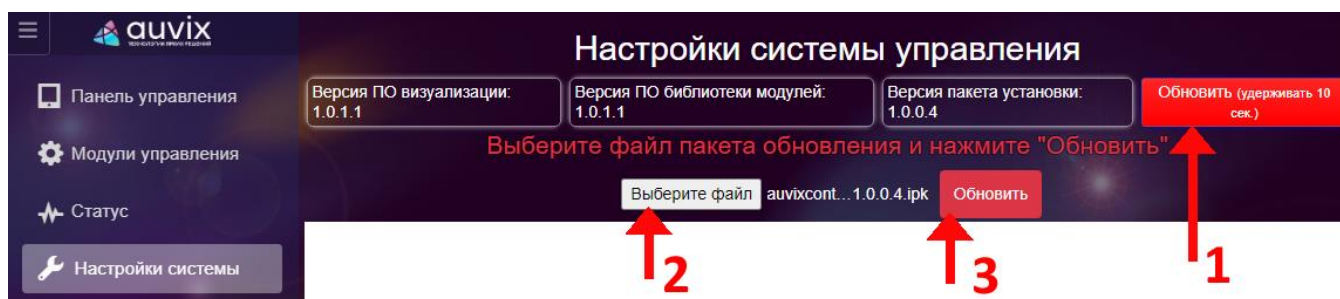 auvix
Настройки системы управления
Панель управления
Модули управления
Статус
Настройки системы
Версия ПО визуализации:
1.0.1.1
Версия ПО библиотеки модулей:
1.0.1.1
Версия пакета установки:
1.0.0.4
Обновить (удерживать 10
сек.)
Выберите файл пакета обновления и нажмите "Обновить"
Выберите файл auvixcont...1.0.0.4.ipk Обновить
2
3
1